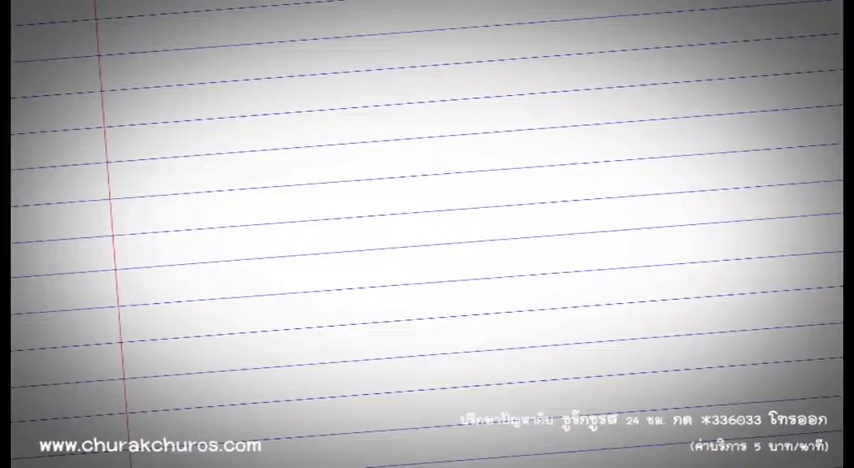 ปรึกษาปัญหากับ ชูรักชูรส 24 ชม. กด *336033 โทรออก
www.churakchuros.com
(ค่าบริการ 5 บาท/นาที)